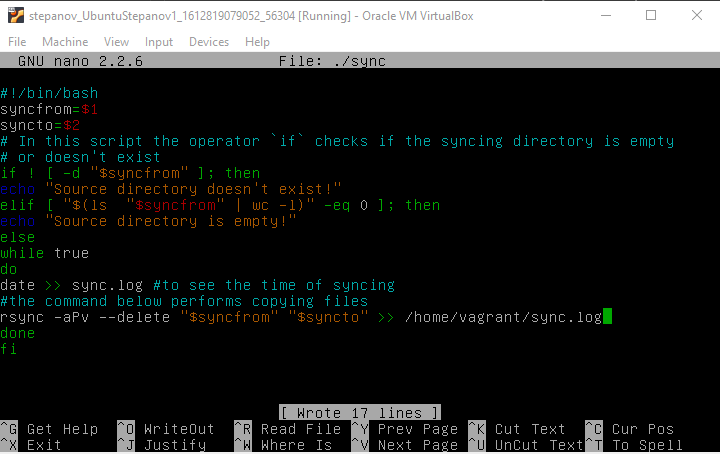 stepanov_UbuntuStepanov1_1612819079052_56304 [Running] - Oracle VM VirtualBox
File Machine View Input Devices Help
GNU nano 2.2.6 File: ./sync
#!/bin/bash
syncfrom=$1
syncto=$2
# In this script the operator `if` checks if the syncing directory is empty
# or doesn't exist
if ! [ -d "$syncfrom" ]; then
echo "Source directory doesn't exist!"
elif [ "$(ls  "$syncfrom" | wc -l)" -eq 0 ]; then
echo "Source directory is empty!"
else
while true
do
date >> sync.log #to see the time of syncing
#the command below performs copying files
rsync -aPv --delete "$syncfrom" "$syncto" >> /home/vagrant/sync.log
done
fi
[ Wrote 17 lines ]
^G Get Help ^O WriteOut ^R Read File ^Y Prev Page ^K Cut Text ^C Cur Pos
^X Exit ^J Justify ^W Where Is ^V Next Page ^U UnCut Text ^T To Spell